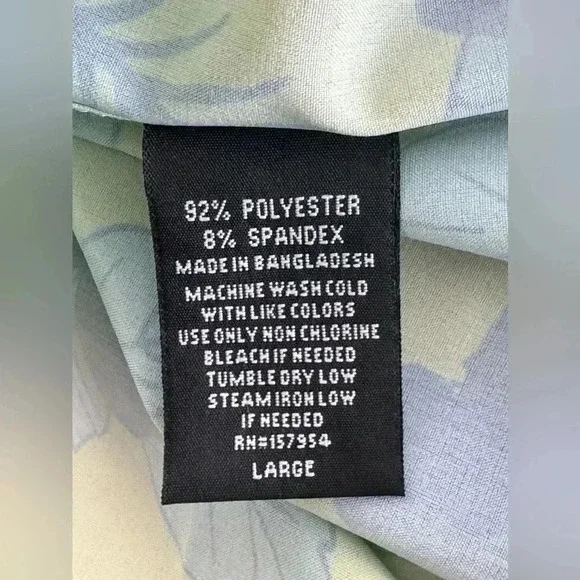 92% POLYESTER
8% SPANDEX
MADE IN BANGLADESH
MACHINE WASH COLD
WITH LIKE COLORS
USE ONLY NON CHLORINE
BLEACH IF NEEDED
TUMBLE DRY LOW
STEAM IRON LOW
IF NEEDED
RN#157954
LARGE